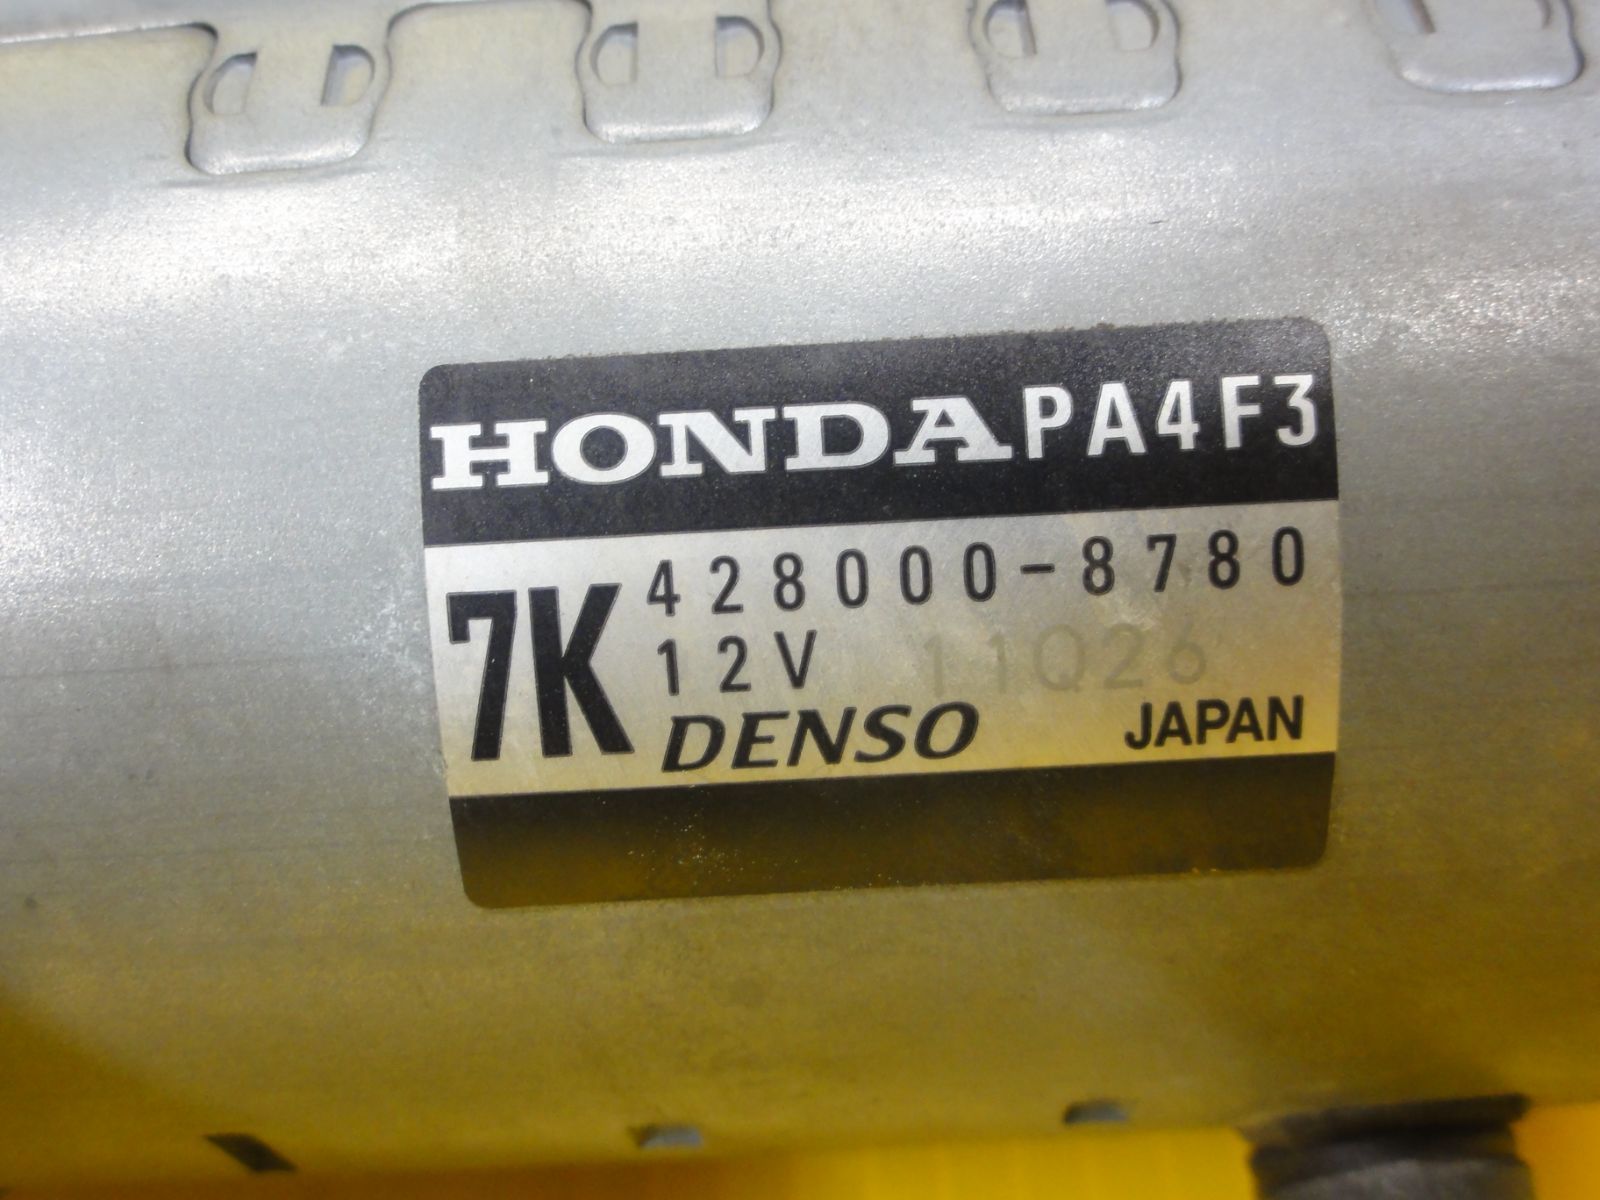 HONDA PA4F3
7K 428000-8780
12V 11Q26
DENSO JAPAN